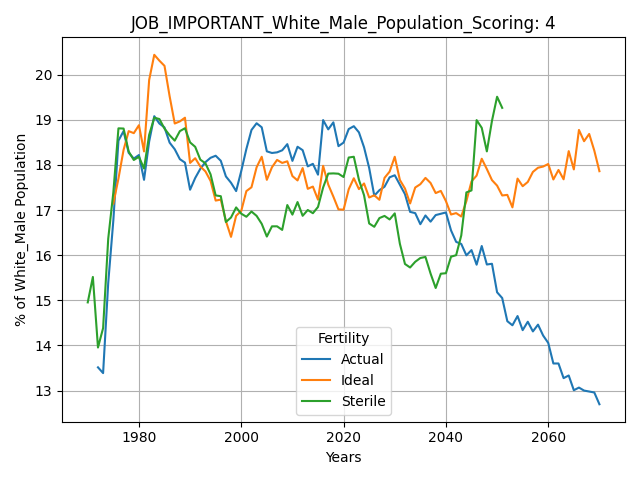 JOB_IMPORTANT_White_Male_Population_Scoring: 4
% of White_Male Population
20
19
18
17
16
15
14
13
1980
2000
2020
2040
2060
Years
Fertility
Actual
Ideal
Sterile